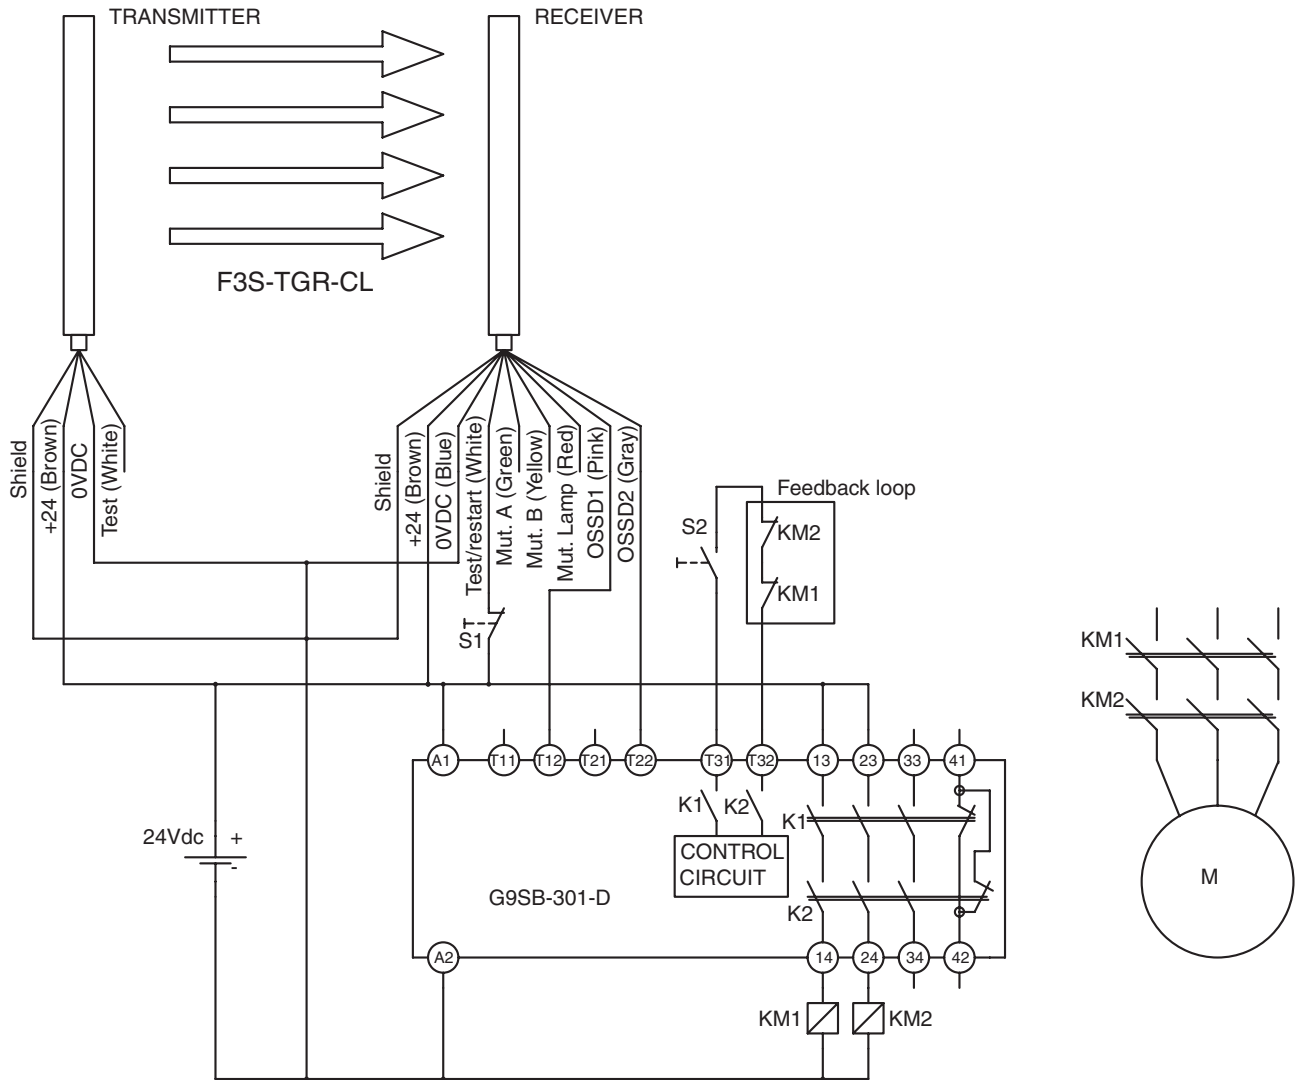 TRANSMITTER
RECEIVER
F3S-TGR-CL
Shield
+24 (Brown)
0VDC
Test (White)
Shield
+24 (Brown)
0VDC (Blue)
Test/restart (White)
Mut. A (Green)
Mut. B (Yellow)
Mut. Lamp (Red)
OSSD1 (Pink)
OSSD2 (Gray)
S1
S2
Feedback loop
KM2
KM1
KM1
KM2
M
A1
T11
T12
T21
T22
T31
T32
13
23
33
41
K1
K2
K1
CONTROL
CIRCUIT
24Vdc
+
-
G9SB-301-D
K2
A2
14
24
34
42
KM1
KM2